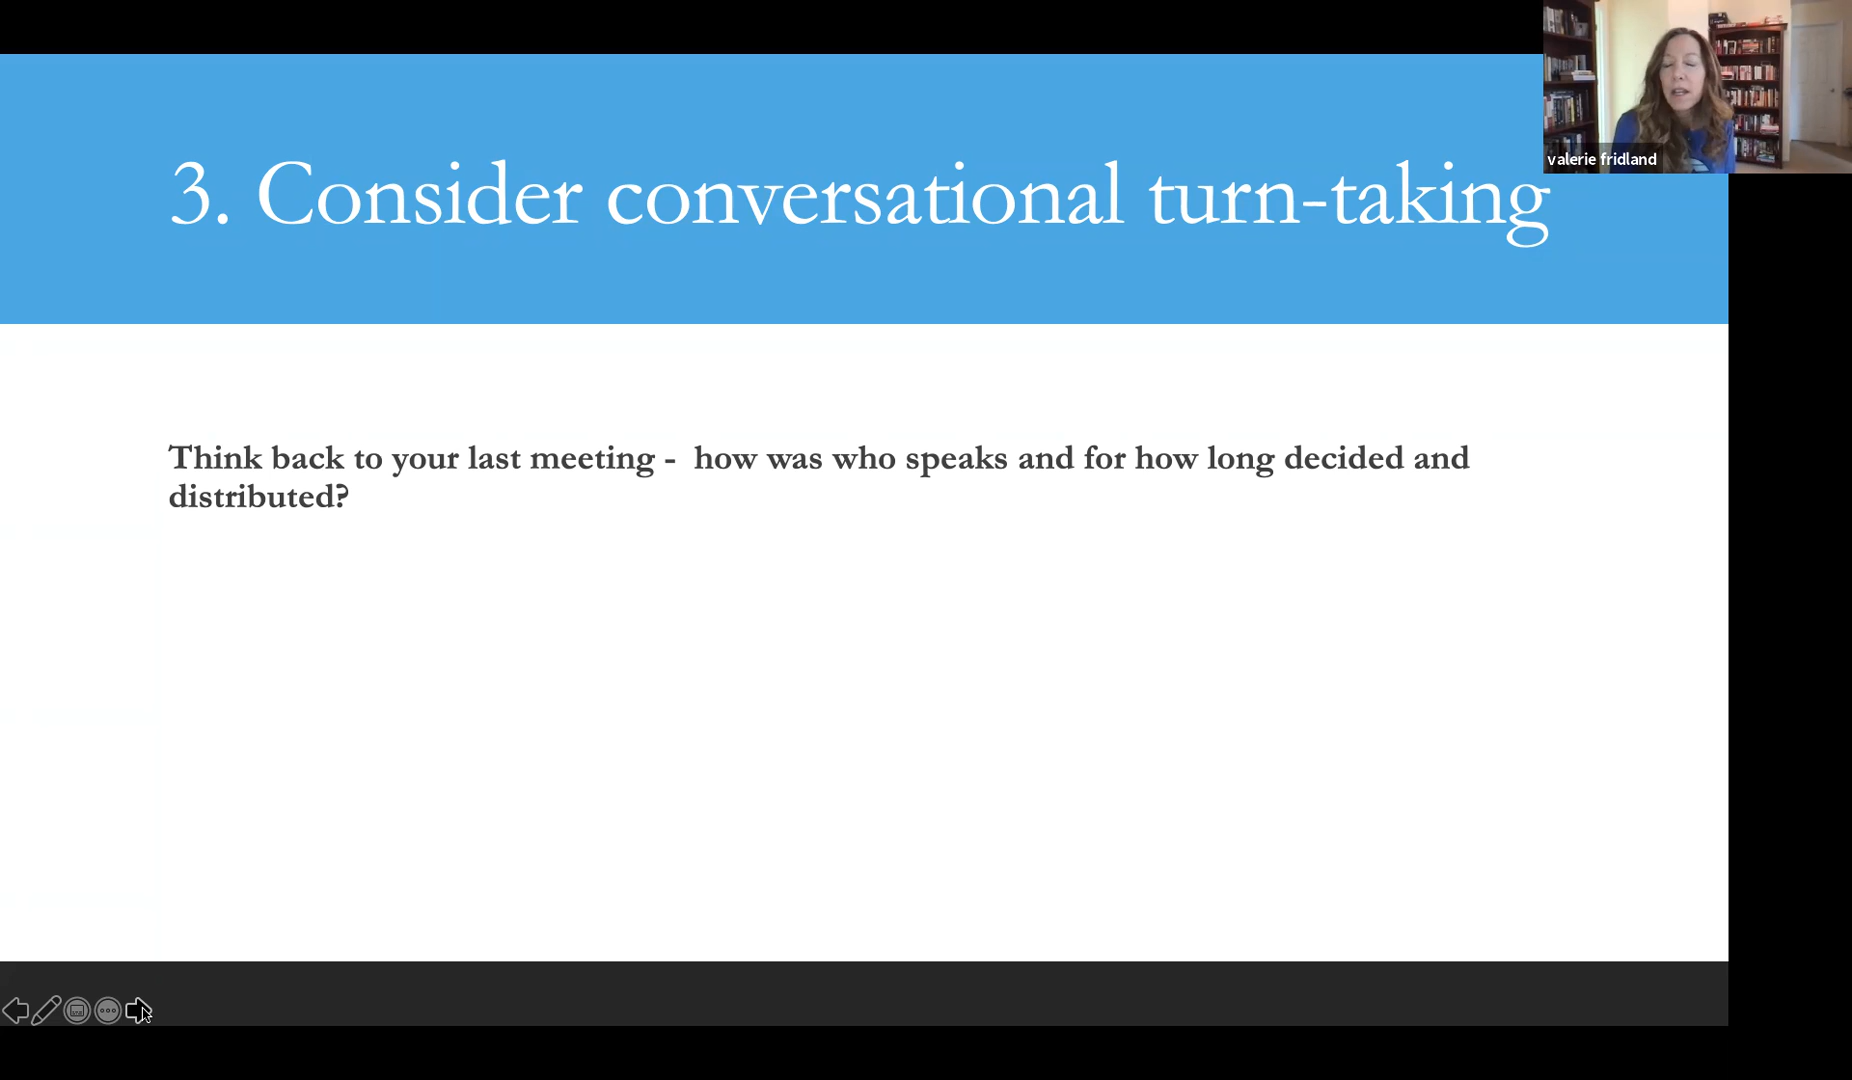 3. Consider conversational turn-taking
valerie fridland
Think back to your last meeting -  how was who speaks and for how long decided and
distributed?